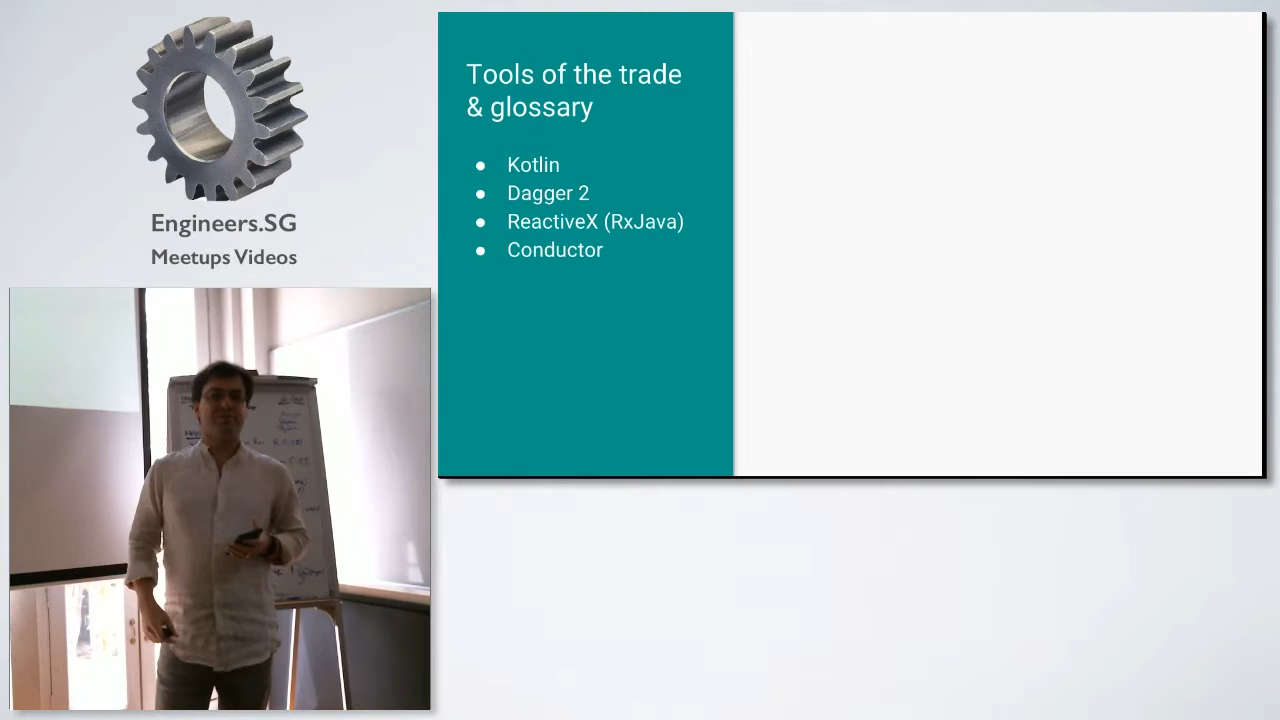 Engineers.SG
Meetups Videos
Tools of the trade
& glossary
● Kotlin
● Dagger 2
● ReactiveX (RxJava)
● Conductor